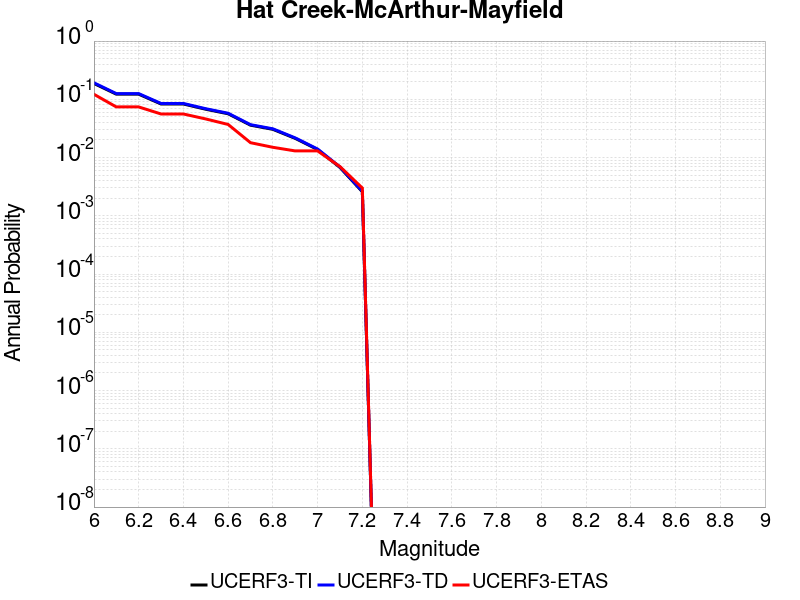 Hat Creek-McArthur-Mayfield
Annual Probability
10^0
10^-1
10^-2
10^-3
10^-4
10^-5
10^-6
10^-7
10^-8
6 6.2 6.4 6.6 6.8 7 7.2 7.4 7.6 7.8 8 8.2 8.4 8.6 8.8 9
Magnitude
UCERF3-TI UCERF3-TD UCERF3-ETAS